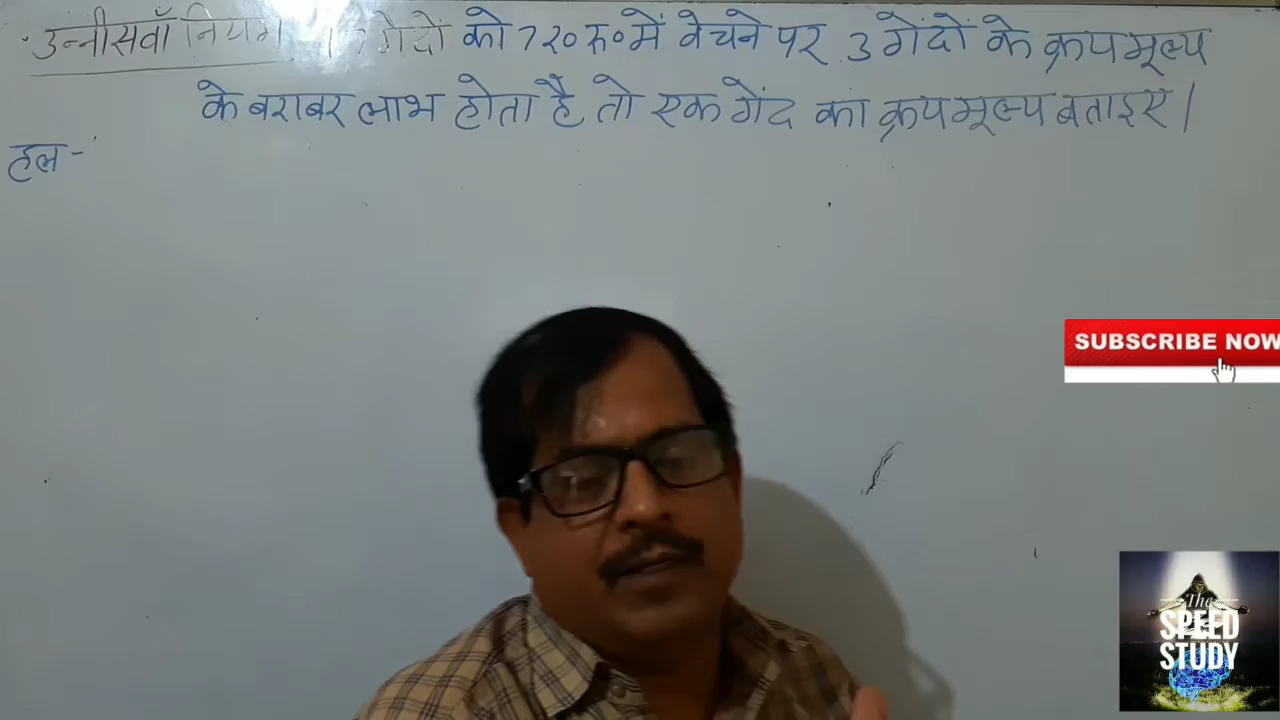 उन्नीसवाँ नियम 17 गेंदों को 720 रु० में बेचने पर 3 गेंदों के क्रयमूल्य
के बराबर लाभ होता है तो एक गेंद का क्रयमूल्य बताइए।
हल-
SUBSCRIBE NOW
The
SPEED
STUDY